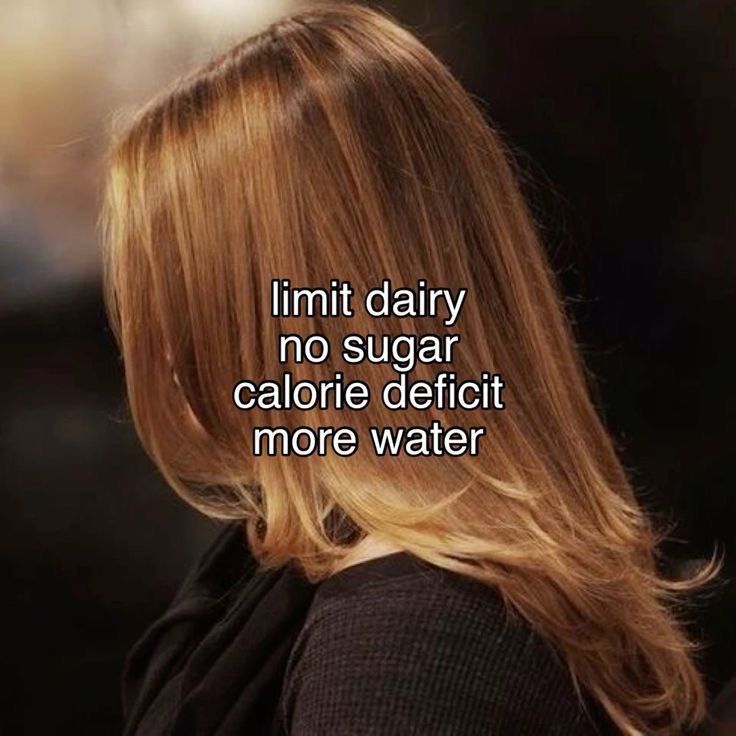 limit dairy
no sugar
calorie deficit
more water